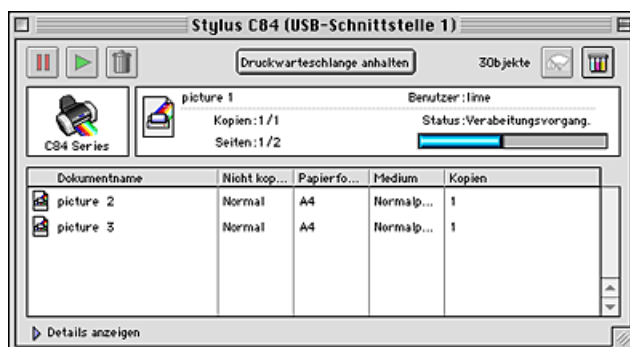 Stylus C84 (USB-Schnittstelle 1)
Druckwarteschlange anhalten
3Objekte
picture 1
Benutzer:lime
Kopien:1/1
Status:Verabeitungsvorgang.
C84 Series
Seiten:1/2
Dokumentname Nicht kop... Papierfo... Medium Kopien
picture 2 Normal A4 Normalp... 1
picture 3 Normal A4 Normalp... 1
Details anzeigen